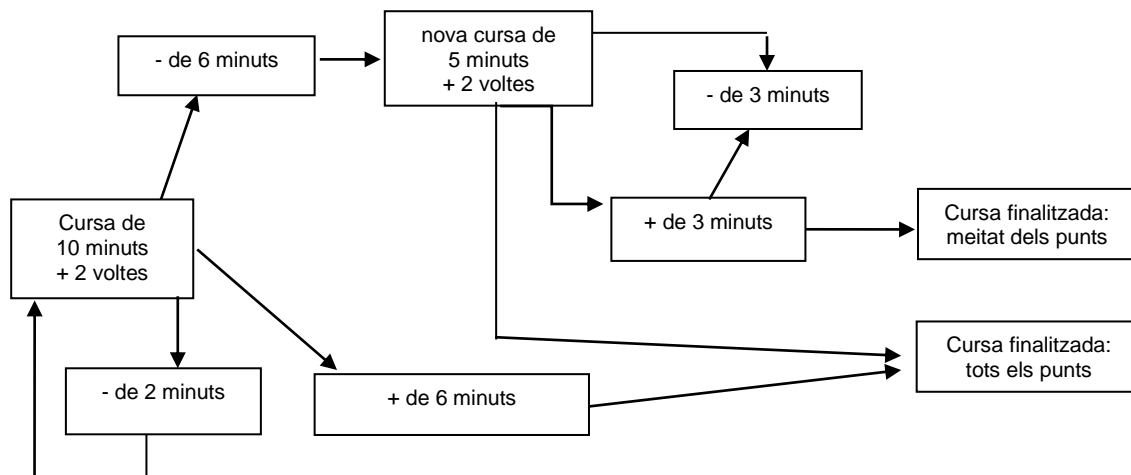 - de 6 minuts
nova cursa de
5 minuts
+ 2 voltes
- de 3 minuts
Cursa de
10 minuts
+ 2 voltes
+ de 3 minuts
Cursa finalitzada:
meitat dels punts
- de 2 minuts
+ de 6 minuts
Cursa finalitzada:
tots els punts